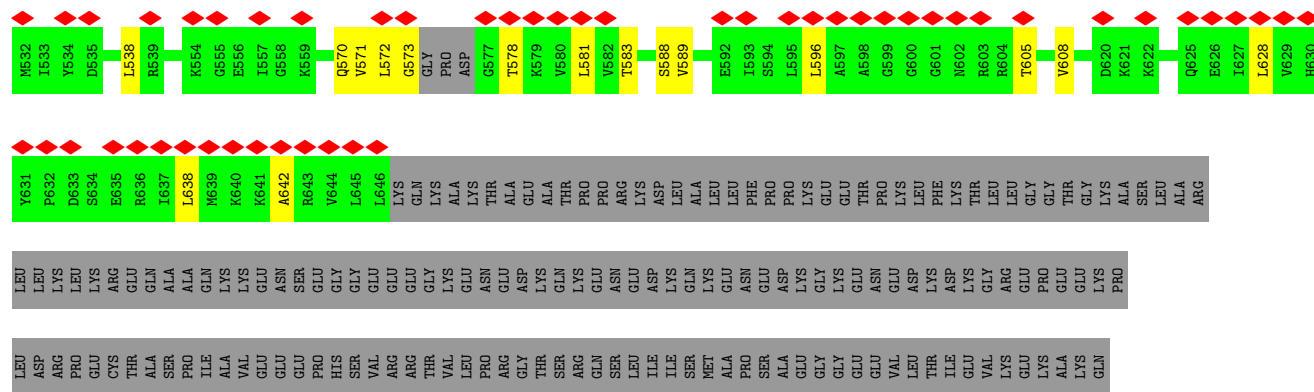 M532 I533 Y534 D535 L538 R539 K554 G555 E556 I557 G558 K559 Q570 V571 L572 G573 GLY PRO ASP G577 T578 K579 V580 L581 V582 T583 S588 V589 E592 I593 S594 L595 L596 A597 A598 G599 G600 G601 N602 R603 R604 T605 V608 D620 K621 K622 Q625 E626 I627 L628 V629 H630
Y631 P632 D633 S634 E635 R636 I637 L638 M639 K640 K641 A642 R643 V644 L645 L646 LYS GLN LYS ALA LYS THR ALA GLU ALA THR PRO PRO ARG LYS ASP LEU ALA LEU LEU PHE PRO PRO LYS GLU GLU THR PRO LYS LEU PHE LYS THR LEU LEU GLY GLY THR GLY LYS ALA SER LEU ALA ARG
LEU LEU LYS LEU LYS ARG GLU GLN ALA ALA GLN LYS LYS GLU ASN SER GLU GLY GLY GLU GLU GLU GLY LYS GLU ASN GLU ASP LYS GLN LYS GLU ASN GLU ASP LYS GLN LYS GLU ASN GLU ASP LYS GLY LYS GLU ASN GLU ASP LYS ASP LYS GLY ARG GLU PRO GLU GLU LYS PRO
LEU ASP ARG PRO GLU CYS THR ALA SER PRO ILE ALA VAL GLU GLU GLU PRO HIS SER VAL ARG ARG THR VAL LEU PRO ARG GLY THR SER ARG GLN SER LEU ILE ILE SER MET ALA PRO SER ALA GLU GLY GLY GLU GLU VAL LEU THR ILE GLU VAL LYS GLU LYS ALA LYS GLN